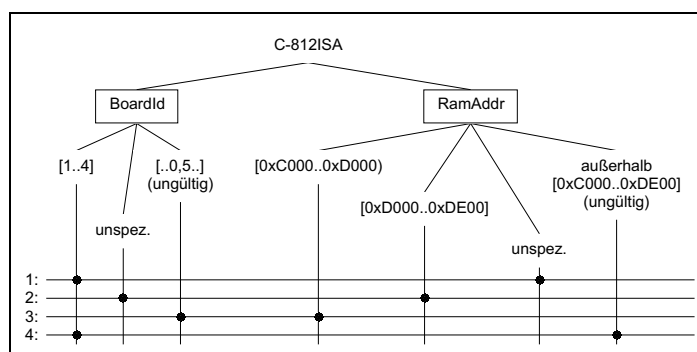 C-812ISA
BoardId RamAddr
[1..4] [..0,5..] [0xC000..0xD000) außerhalb
(ungültig) [0xC000..0xDE00]
(ungültig)
[0xD000..0xDE00]
unspez. unspez.
1:
2:
3:
4: